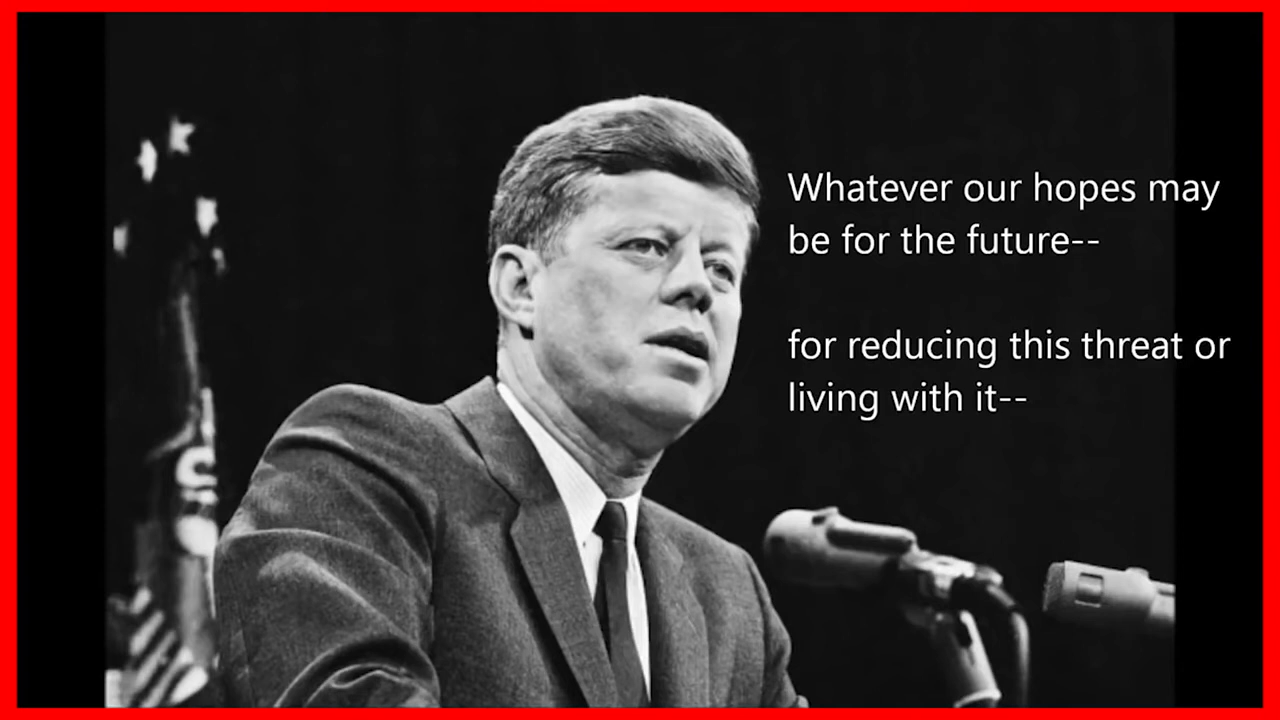 Whatever our hopes may
be for the future--
for reducing this threat or
living with it--